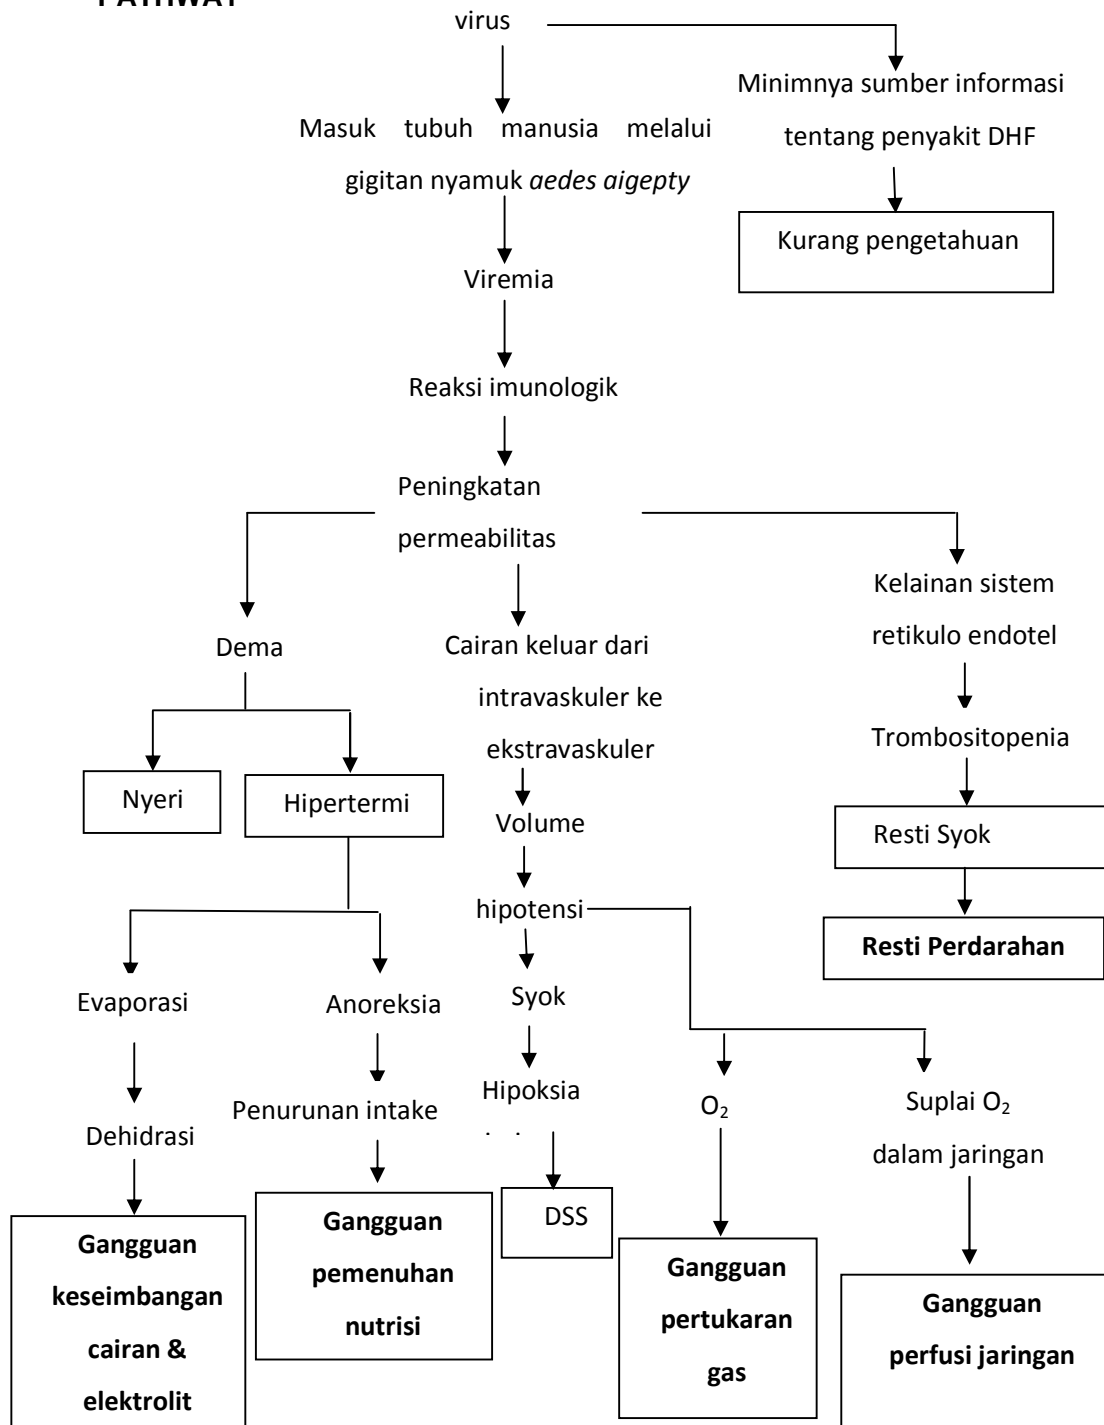 PATHWAY
virus
Minimnya sumber informasi
tentang penyakit DHF
Masuk tubuh manusia melalui
gigitan nyamuk aedes aigepty
Kurang pengetahuan
Viremia
Reaksi imunologik
Peningkatan
permeabilitas
Kelainan sistem
retikulo endotel
Dema
Cairan keluar dari
intravaskuler ke
ekstravaskuler
Trombositopenia
Nyeri
Hipertermi
Volume
Resti Syok
hipotensi
Resti Perdarahan
Evaporasi
Anoreksia
Syok
Hipoksia
Penurunan intake
O₂
Suplai O₂
dalam jaringan
Dehidrasi
DSS
Gangguan
keseimbangan
cairan &
elektrolit
Gangguan
pemenuhan
nutrisi
Gangguan
pertukaran
gas
Gangguan
perfusi jaringan